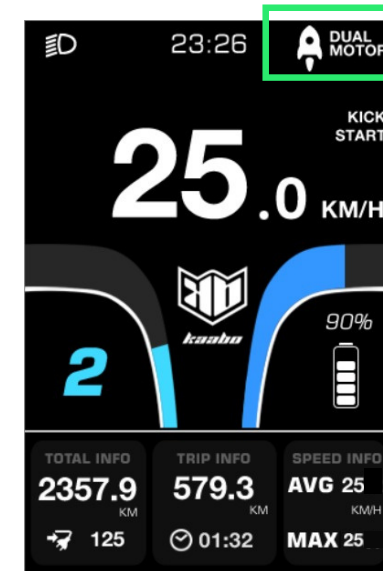 23:26
DUAL
MOTOR
KICK
START
25.0 KM/H
kaabo
90%
2
TOTAL INFO
2357.9
KM
125
TRIP INFO
579.3
KM
01:32
SPEED INFO
AVG 25
KM/H
MAX 25